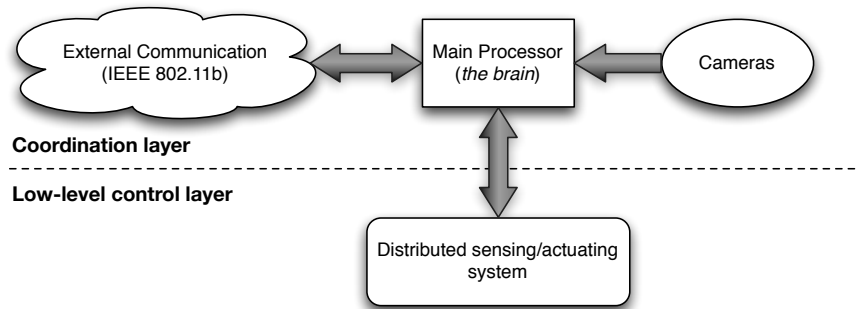 External Communication
(IEEE 802.11b)
Main Processor
(the brain)
Cameras
Coordination layer
Low-level control layer
Distributed sensing/actuating
system